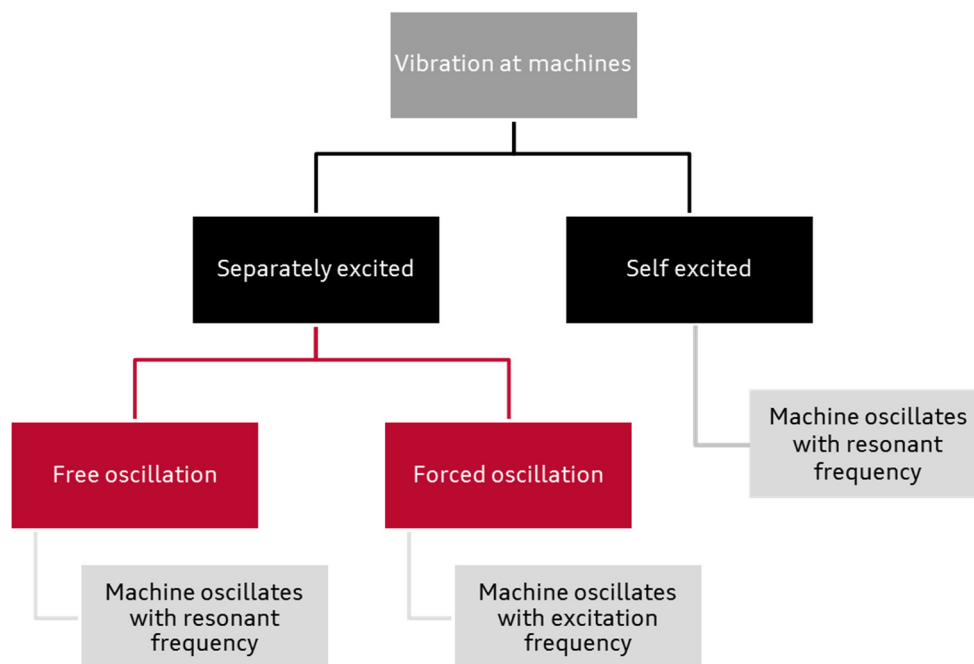 Vibration at machines
Separately excited
Self excited
Machine oscillates
with resonant
frequency
Free oscillation
Forced oscillation
Machine oscillates
with resonant
frequency
Machine oscillates
with excitation
frequency